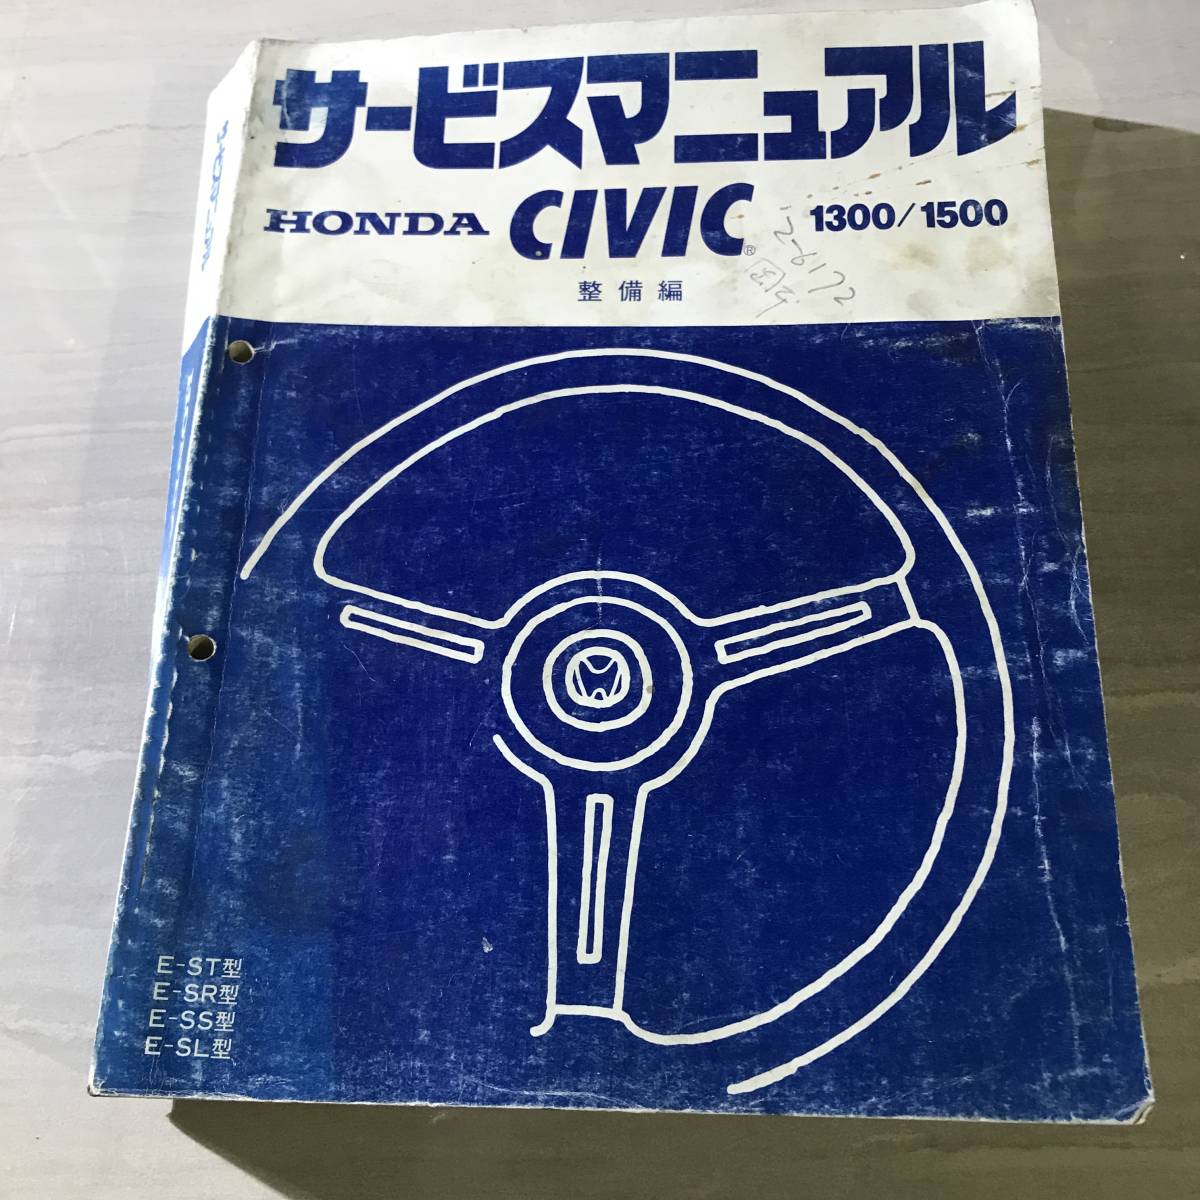 サービスマニュアル
HONDA CIVIC® 1300/1500
整備編
E-ST型
E-SR型
E-SS型
E-SL型